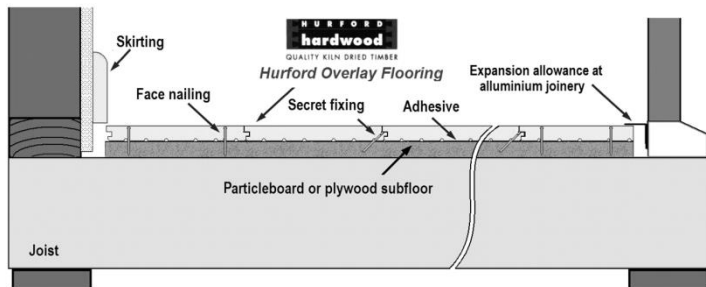 HURFORD
hardwood
QUALITY KILN DRIED TIMBER
Hurford Overlay Flooring
Skirting
Expansion allowance at
alluminium joinery
Face nailing
Secret fixing
Adhesive
Particleboard or plywood subfloor
Joist